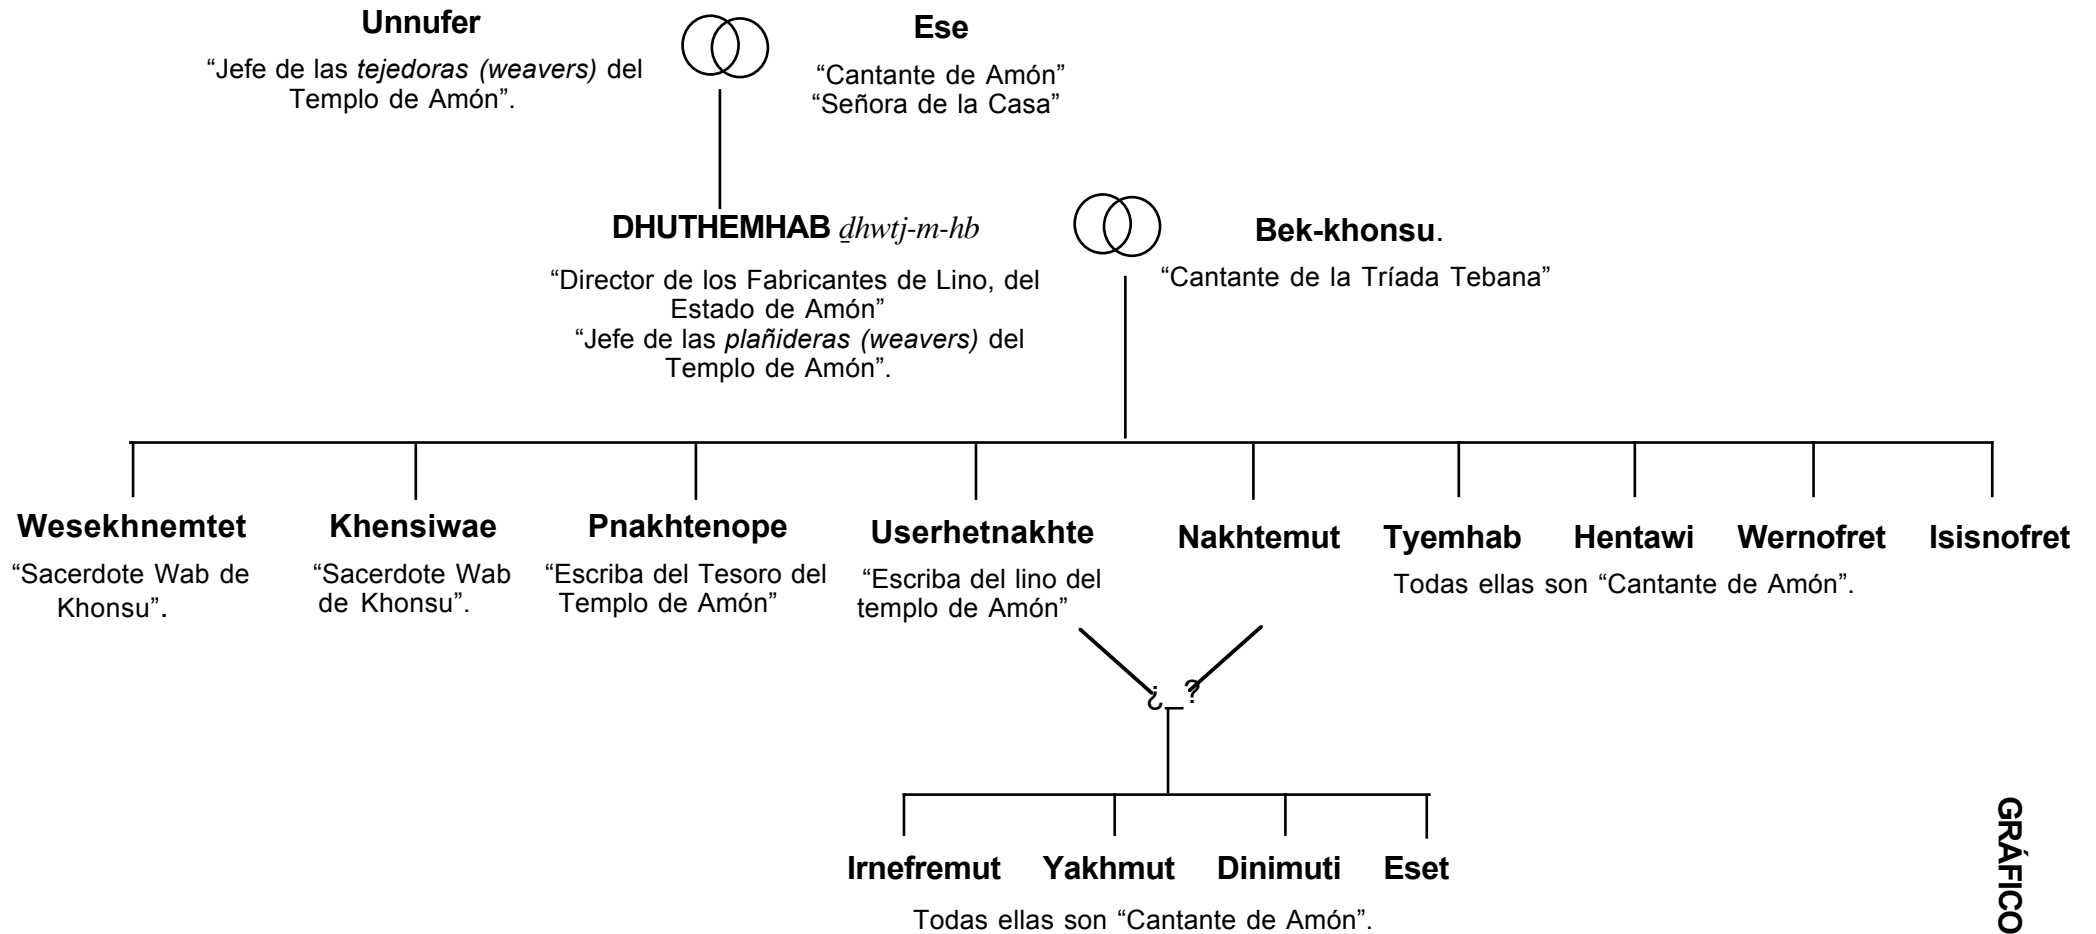 Unnufer
“Jefe de las tejedoras (weavers) del
Templo de Amón”.
Ese
“Cantante de Amón”
“Señora de la Casa”
DHUTHEMHAB ḏhwtj-m-hb
“Director de los Fabricantes de Lino, del
Estado de Amón”
“Jefe de las plañideras (weavers) del
Templo de Amón”.
Bek-khonsu.
“Cantante de la Tríada Tebana”
Wesekhnemtet
“Sacerdote Wab de
Khonsu”.
Khensiwae
“Sacerdote Wab
de Khonsu”.
Pnakhtenope
“Escriba del Tesoro del
Templo de Amón”
Userhetnakhte
“Escriba del lino del
templo de Amón”
Nakhtemut
Tyemhab
Hentawi
Wernofret
Isisnofret
Todas ellas son “Cantante de Amón”.
¿_?
Irnefremut
Yakhmut
Dinimuti
Eset
Todas ellas son “Cantante de Amón”.
GRÁFICO